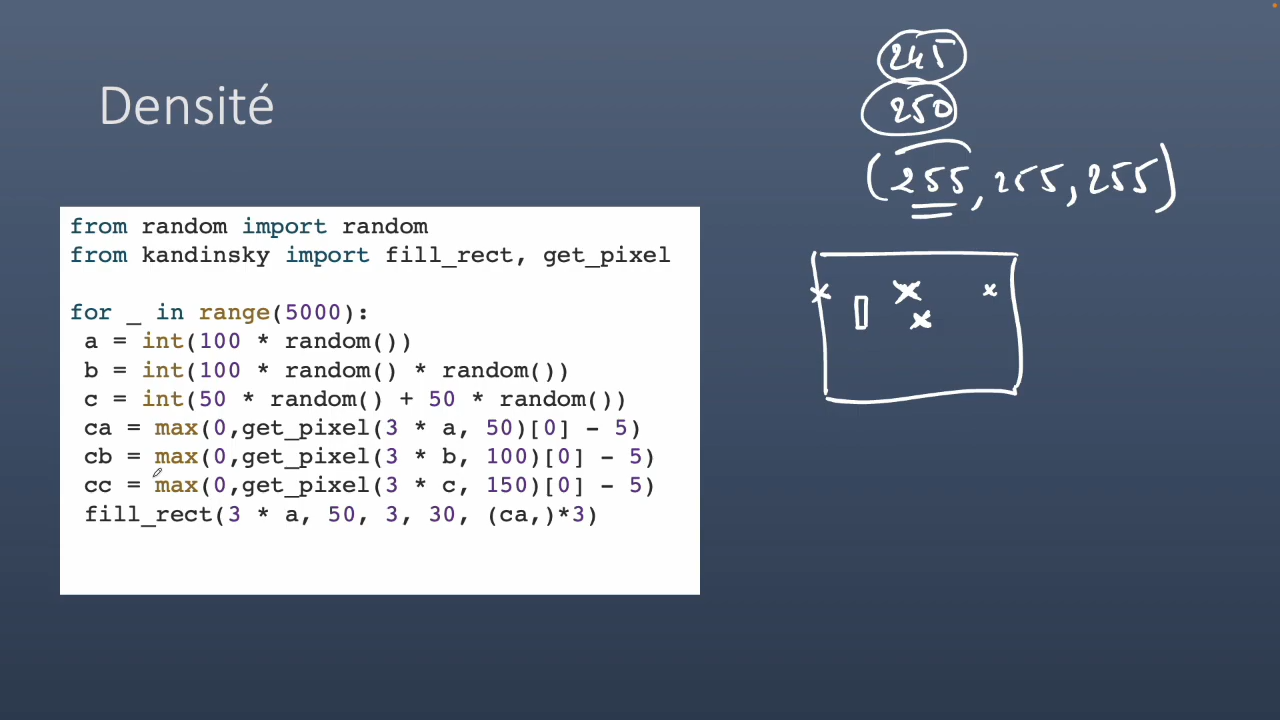 Densité
from random import random
from kandinsky import fill_rect, get_pixel
for _ in range(5000):
a = int(100 * random())
b = int(100 * random() * random())
c = int(50 * random() + 50 * random())
ca = max(0,get_pixel(3 * a, 50)[0] - 5)
cb = max(0,get_pixel(3 * b, 100)[0] - 5)
cc = max(0,get_pixel(3 * c, 150)[0] - 5)
fill_rect(3 * a, 50, 3, 30, (ca,)*3)
245
250
(255, 255, 255)